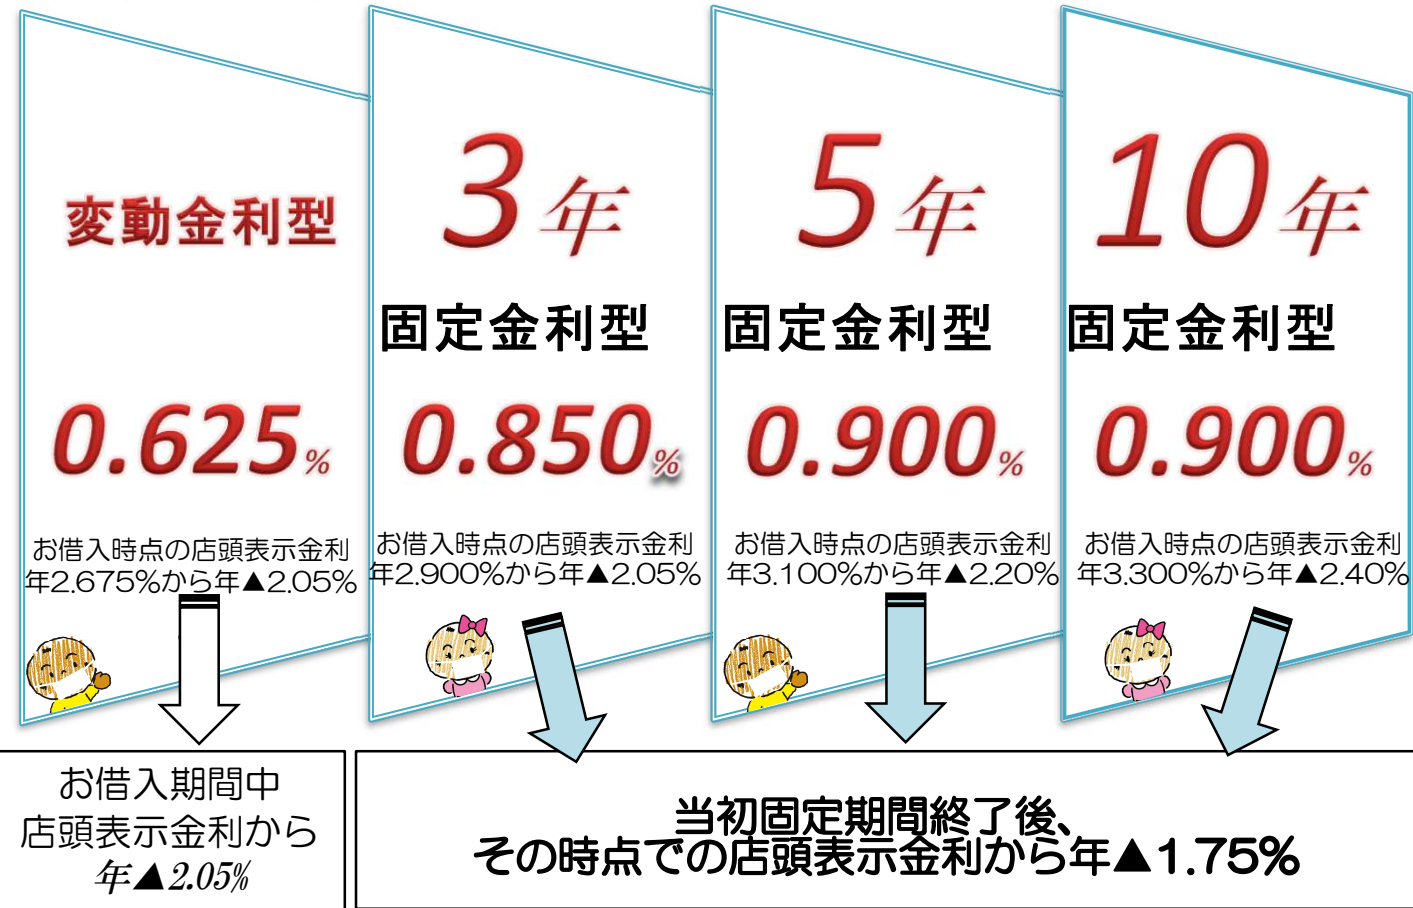 変動金利型
0.625%
お借入時点の店頭表示金利
年2.675%から年▲2.05%
お借入期間中
店頭表示金利から
年▲2.05%
3年
固定金利型
0.850%
お借入時点の店頭表示金利
年2.900%から年▲2.05%
5年
固定金利型
0.900%
お借入時点の店頭表示金利
年3.100%から年▲2.20%
10年
固定金利型
0.900%
お借入時点の店頭表示金利
年3.300%から年▲2.40%
当初固定期間終了後、
その時点での店頭表示金利から年▲1.75%